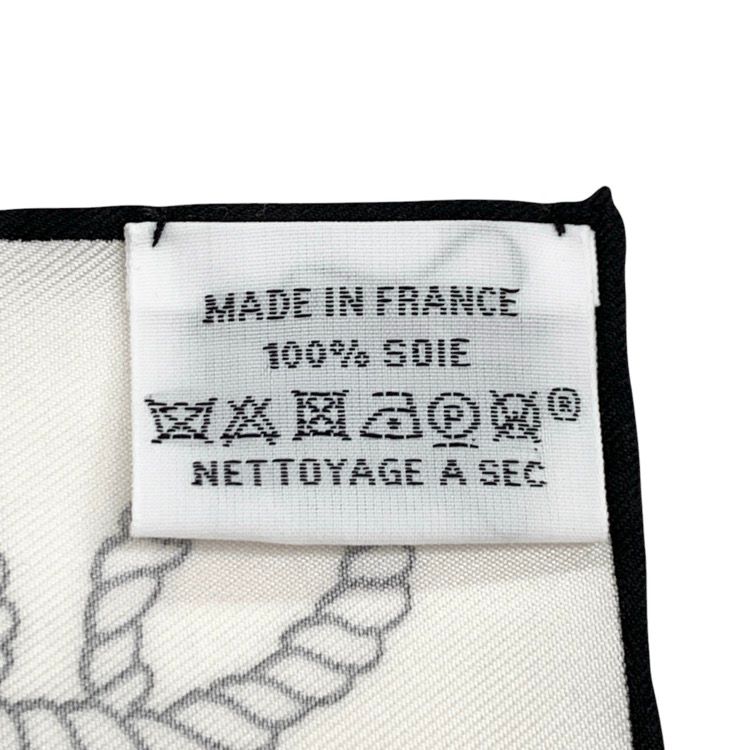 MADE IN FRANCE
100% SOIE
P W ®
NETTOYAGE A SEC